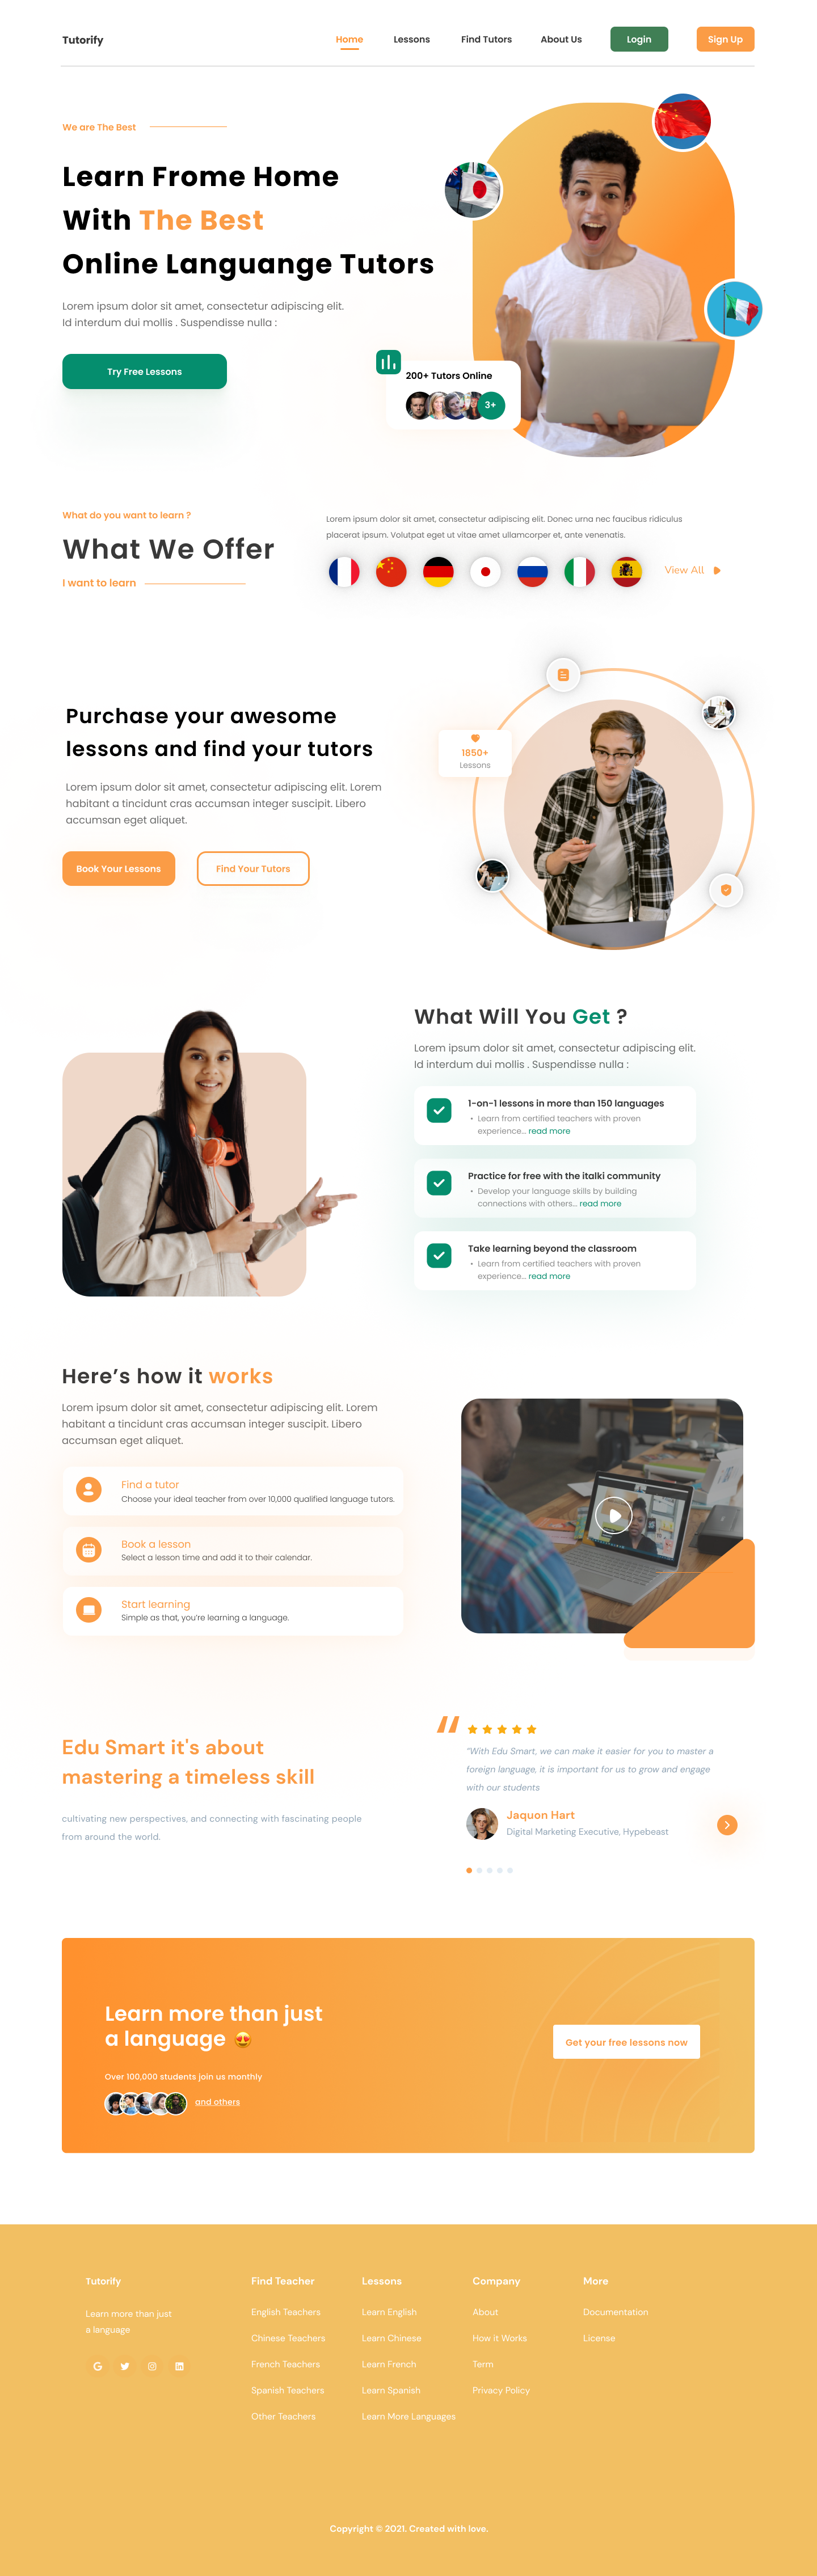 Tutorify
Home
Lessons
Find Tutors
About Us
Login
Sign Up
We are The Best
Learn Frome Home
With The Best
Online Languange Tutors
Lorem ipsum dolor sit amet, consectetur adipiscing elit.
Id interdum dui mollis . Suspendisse nulla :
Try Free Lessons
200+ Tutors Online
3+
What do you want to learn ?
What We Offer
I want to learn
Lorem ipsum dolor sit amet, consectetur adipiscing elit. Donec urna nec faucibus ridiculus
placerat ipsum. Volutpat eget ut vitae amet ullamcorper et, ante venenatis.
View All
Purchase your awesome
lessons and find your tutors
Lorem ipsum dolor sit amet, consectetur adipiscing elit. Lorem
habitant a tincidunt cras accumsan integer suscipit. Libero
accumsan eget aliquet.
Book Your Lessons
Find Your Tutors
1850+
Lessons
What Will You Get ?
Lorem ipsum dolor sit amet, consectetur adipiscing elit.
Id interdum dui mollis . Suspendisse nulla :
1-on-1 lessons in more than 150 languages
• Learn from certified teachers with proven
experience... read more
Practice for free with the italki community
• Develop your language skills by building
connections with others... read more
Take learning beyond the classroom
• Learn from certified teachers with proven
experience... read more
Here’s how it works
Lorem ipsum dolor sit amet, consectetur adipiscing elit. Lorem
habitant a tincidunt cras accumsan integer suscipit. Libero
accumsan eget aliquet.
Find a tutor
Choose your ideal teacher from over 10,000 qualified language tutors.
Book a lesson
Select a lesson time and add it to their calendar.
Start learning
Simple as that, you’re learning a language.
Edu Smart it's about
mastering a timeless skill
cultivating new perspectives, and connecting with fascinating people
from around the world.
“With Edu Smart, we can make it easier for you to master a
foreign language, it is important for us to grow and engage
with our students
Jaquon Hart
Digital Marketing Executive, Hypebeast
Learn more than just
a language 😍
Over 100,000 students join us monthly
and others
Get your free lessons now
Tutorify
Learn more than just
a language
Find Teacher
English Teachers
Chinese Teachers
French Teachers
Spanish Teachers
Other Teachers
Lessons
Learn English
Learn Chinese
Learn French
Learn Spanish
Learn More Languages
Company
About
How it Works
Term
Privacy Policy
More
Documentation
License
Copyright © 2021. Created with love.